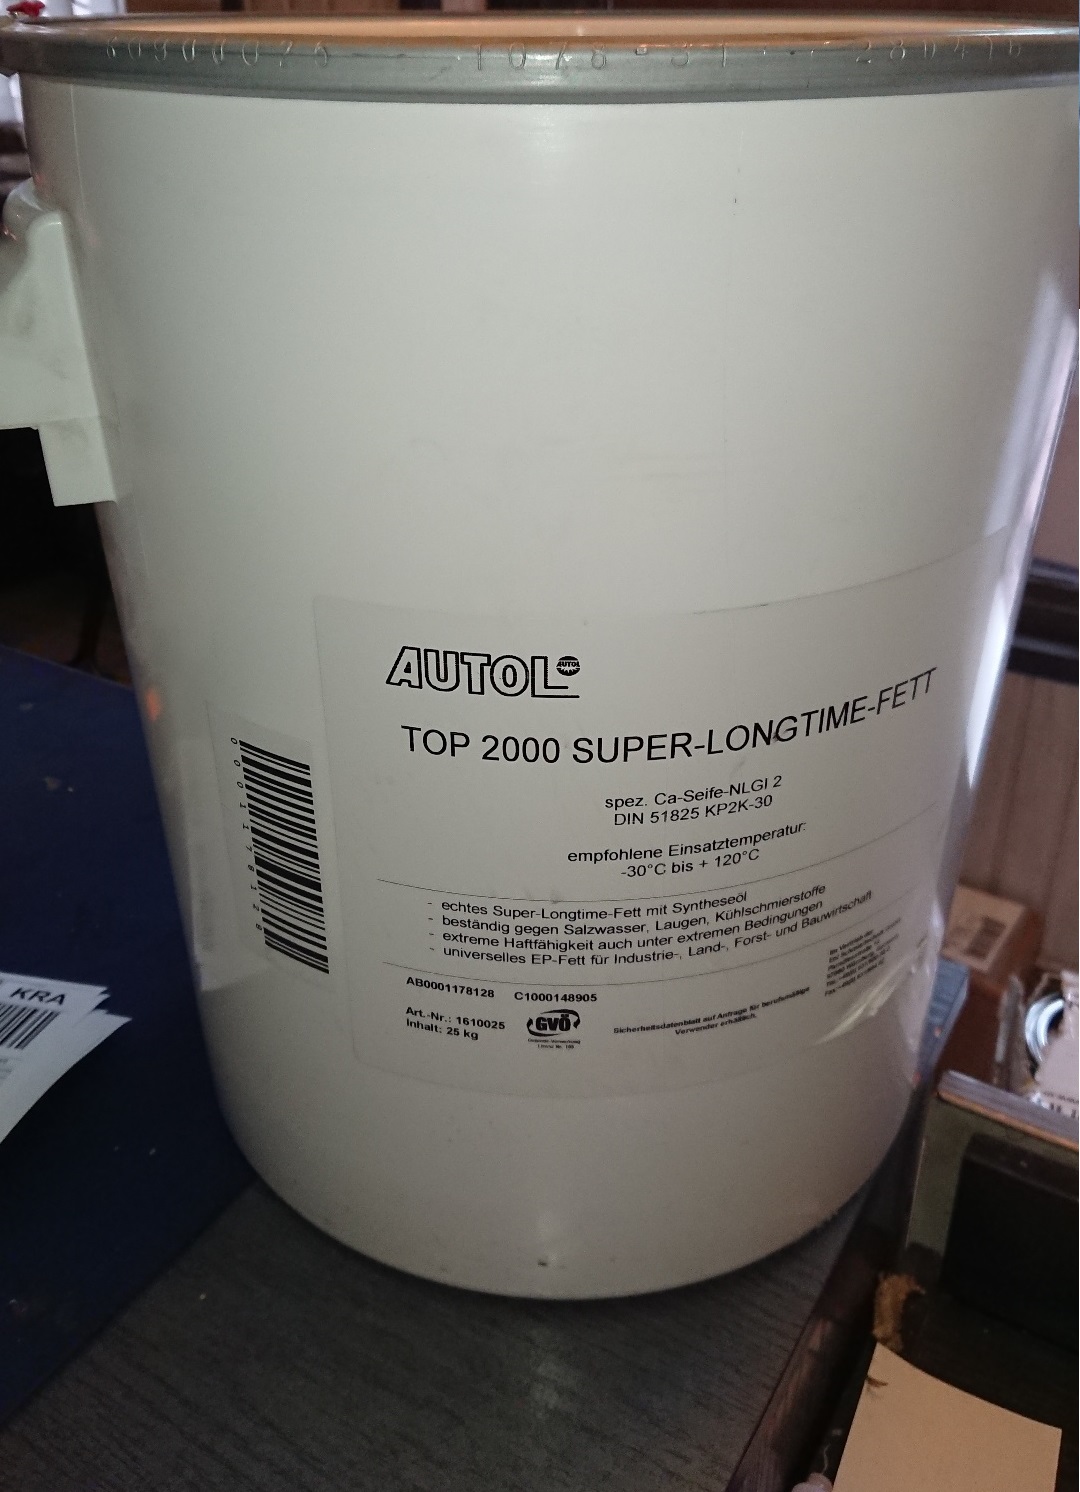 AUTOL
AUTOL
TOP 2000 SUPER-LONGTIME-FETT
spez. Ca-Seife-NLGI 2
DIN 51825 KP2K-30
empfohlene Einsatztemperatur:
-30°C bis + 120°C
- echtes Super-Longtime-Fett mit Syntheseöl
- beständig gegen Salzwasser, Laugen, Kühlschmierstoffe
- extreme Haftfähigkeit auch unter extremen Bedingungen
- universelles EP-Fett für Industrie-, Land-, Forst- und Bauwirtschaft
AB0001178128 C1000148905
Art.-Nr.: 1610025
Inhalt: 25 kg
GVÖ
Sicherheitsdatenblatt auf Anfrage für berufsmäßige
Verwender erhältlich.
0001178128
KRA